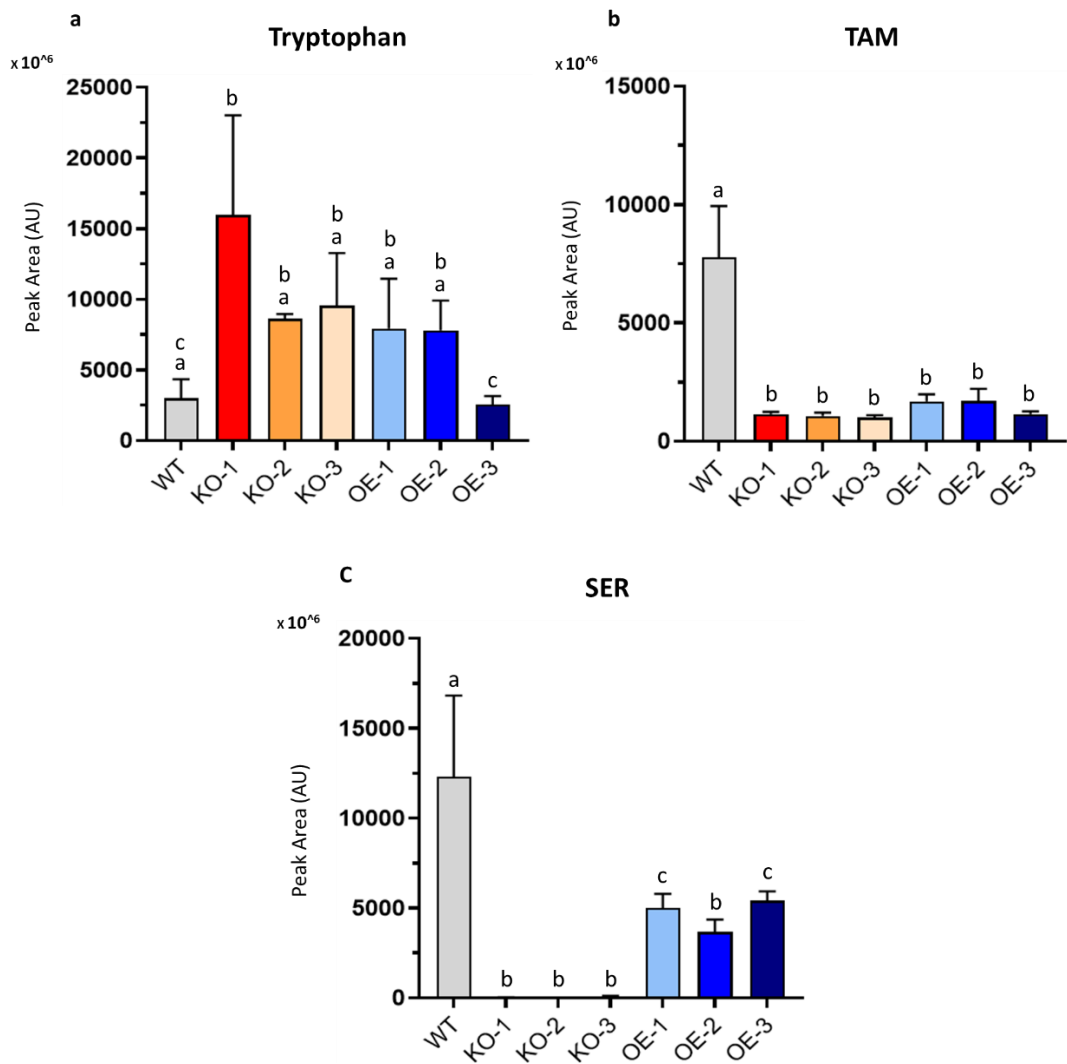 a
Tryptophan
x 10^6
25000
20000
15000
10000
5000
0
Peak Area (AU)
c
a
b
b
a
b
a
b
a
b
a
c
WT
KO-1
KO-2
KO-3
OE-1
OE-2
OE-3
b
TAM
x 10^6
15000
10000
5000
0
Peak Area (AU)
a
b
b
b
b
b
b
WT
KO-1
KO-2
KO-3
OE-1
OE-2
OE-3
C
SER
x 10^6
20000
15000
10000
5000
0
Peak Area (AU)
a
b
b
b
c
b
c
WT
KO-1
KO-2
KO-3
OE-1
OE-2
OE-3